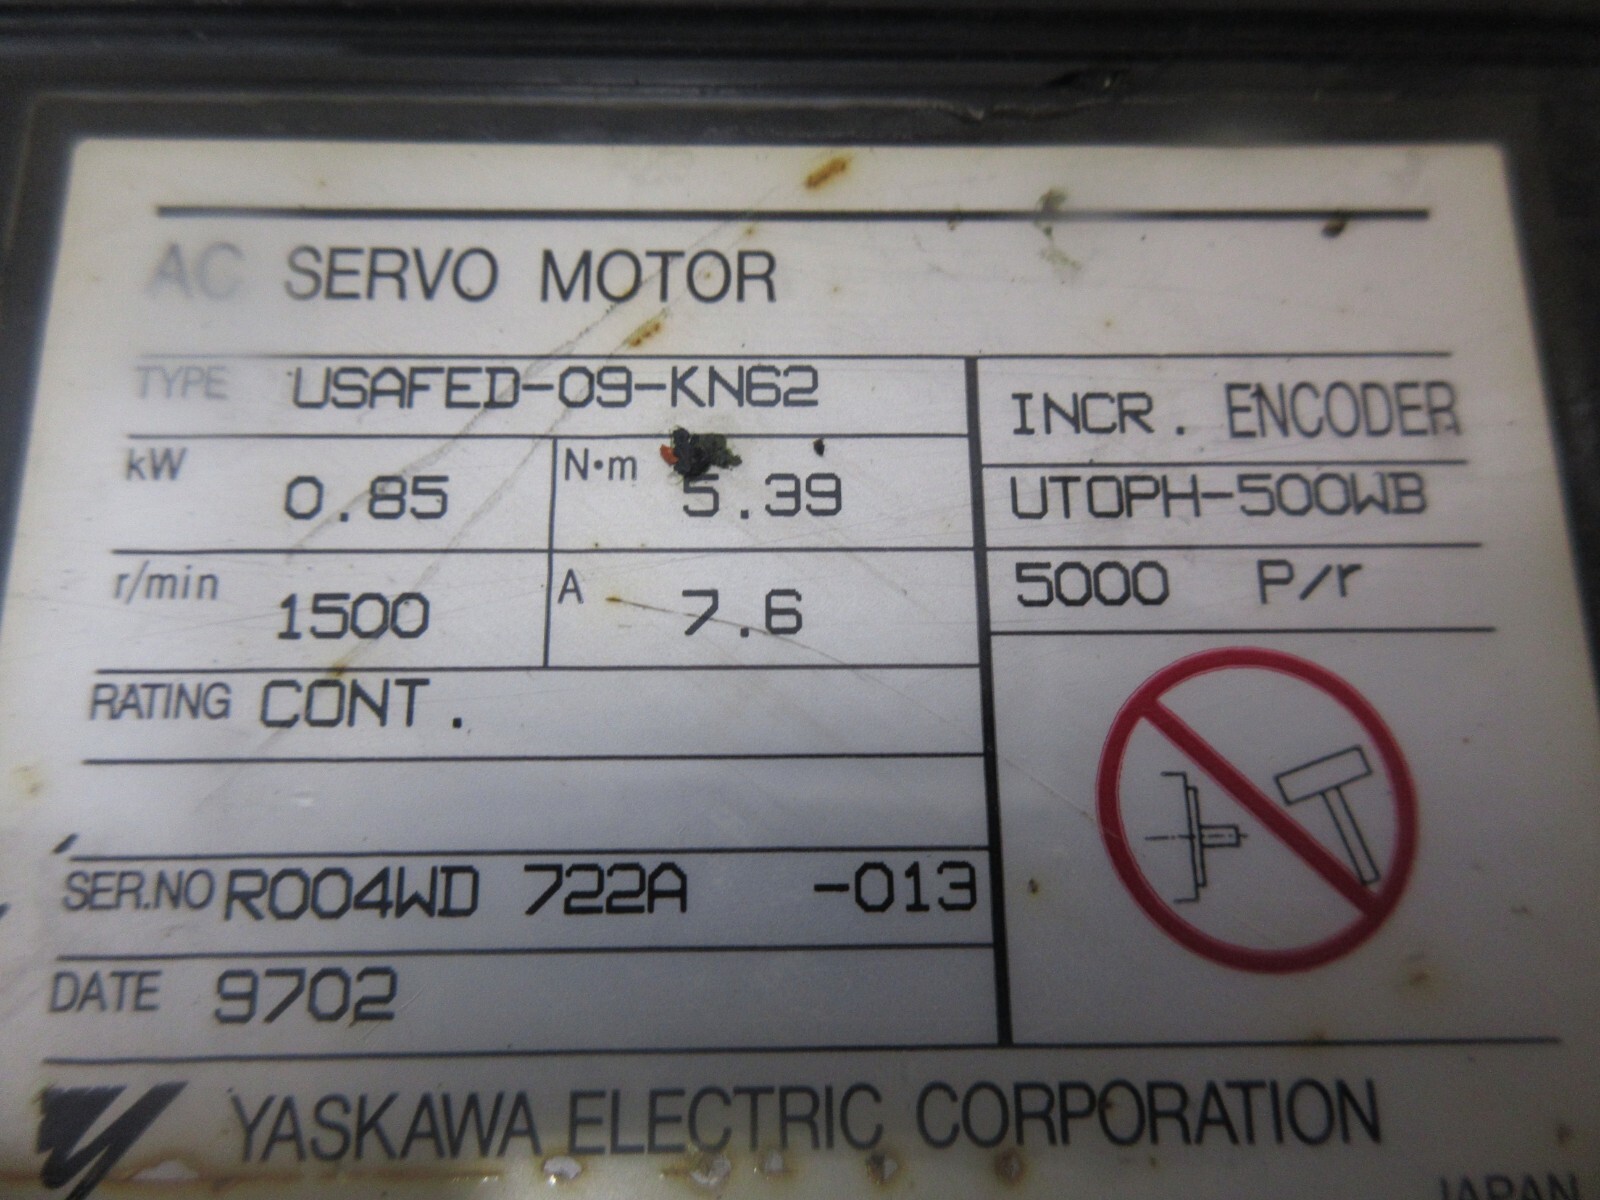 AC SERVO MOTOR
TYPE USAFED-09-KN62
kW 0.85 N·m 5.39
r/min 1500 A 7.6
RATING CONT.
SER.NO R004WD 722A -013
DATE 9702
INCR. ENCODER
UTOPH-500WB
5000 P/r
YASKAWA ELECTRIC CORPORATION
JAPAN